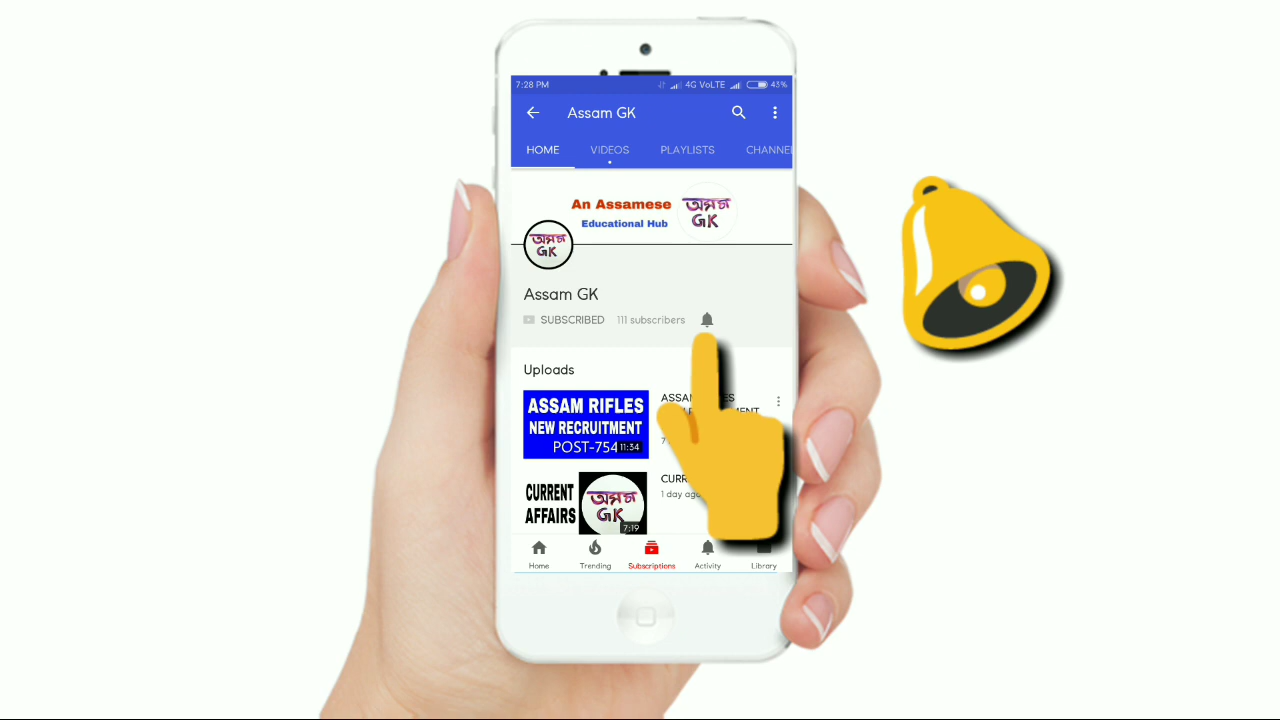 7:28 PM 4G VoLTE 43%
Assam GK
HOME VIDEOS PLAYLISTS CHANNEL
An Assamese
Educational Hub
অসম
GK
অসম
GK
Assam GK
SUBSCRIBED 111 subscribers
Uploads
ASSAM RIFLES
NEW RECRUITMENT
POST-754 11:34
CURRENT
AFFAIRS
অসম
GK
7:19
1 day ago
Home Trending Subscriptions Activity Library